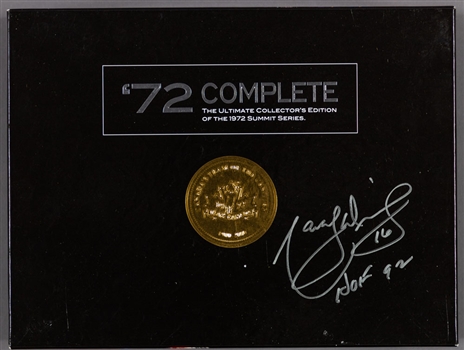 '72 COMPLETE
THE ULTIMATE COLLECTOR'S EDITION
OF THE 1972 SUMMIT SERIES.
16
HOF 92